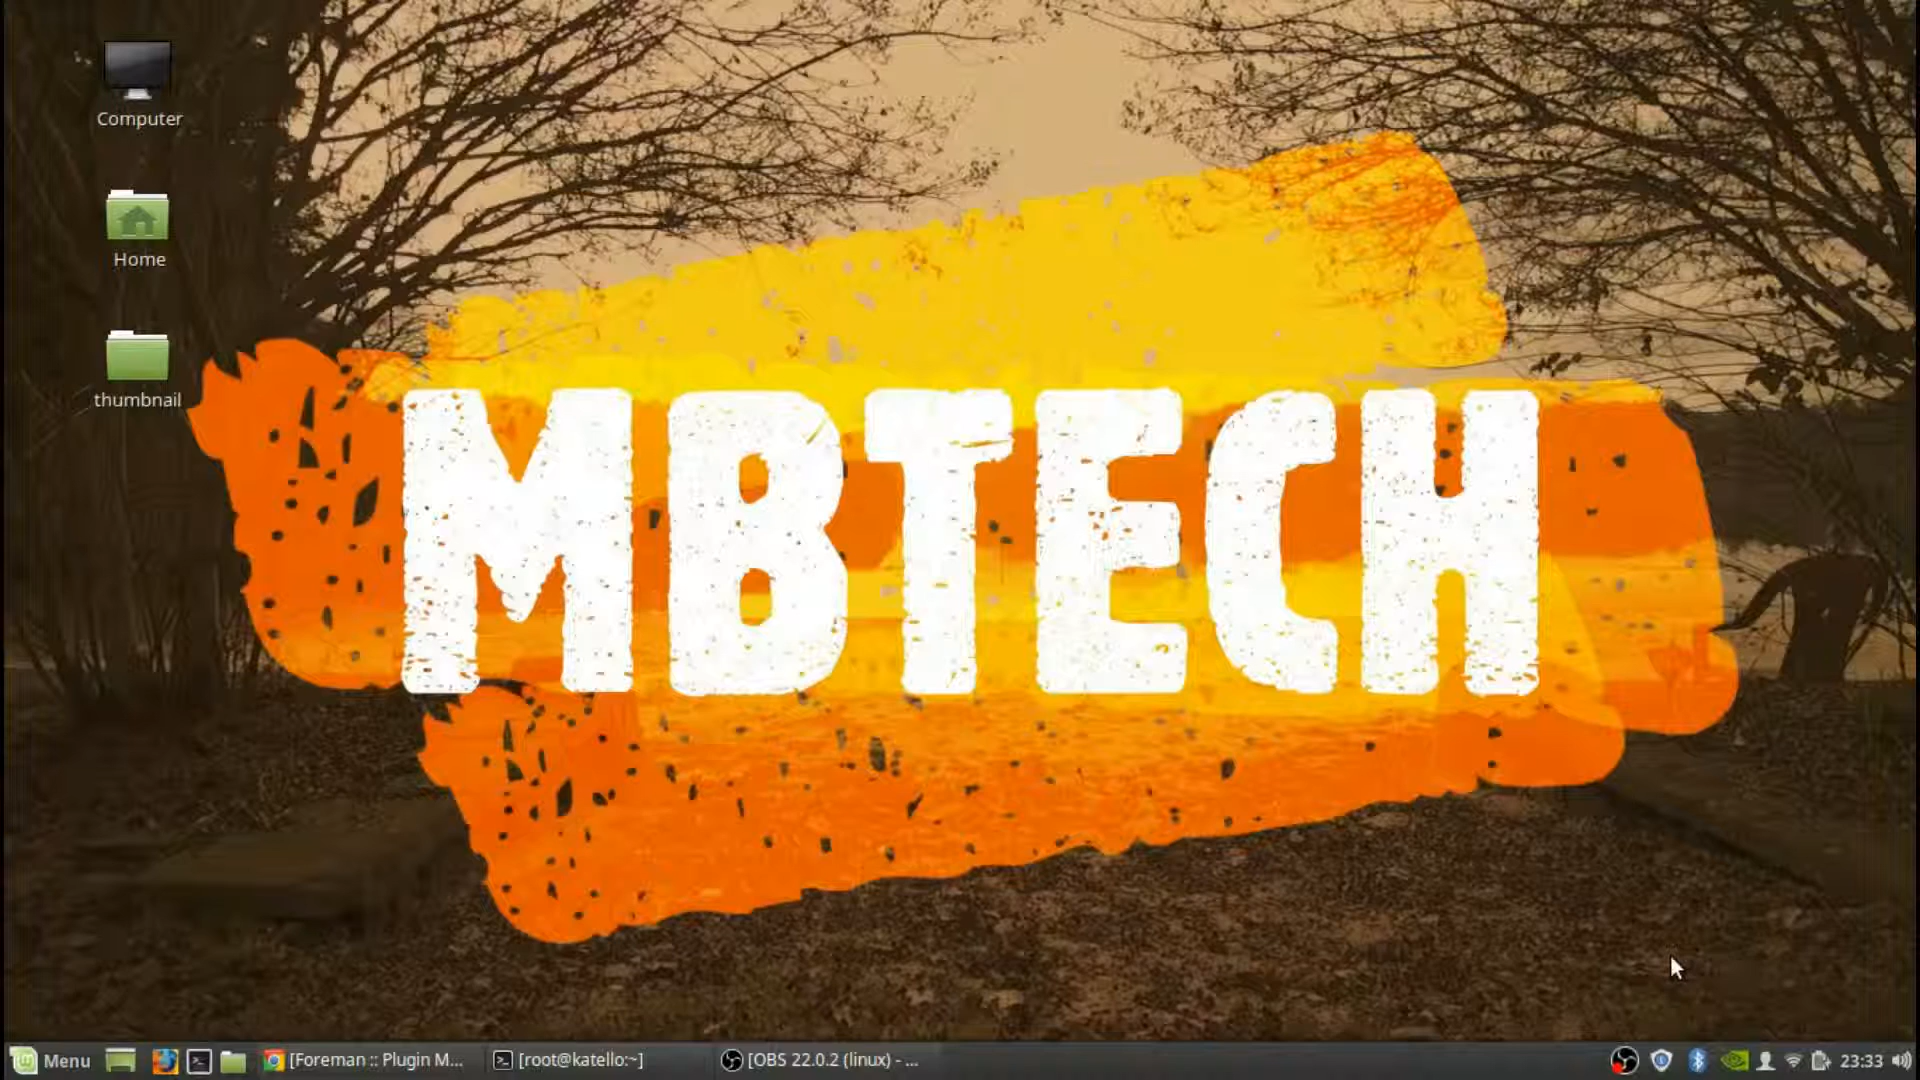 Computer
Home
thumbnail
MBTECH
Menu
[Foreman :: Plugin M...
[root@katello:~]
[OBS 22.0.2 (linux) - ...
23:33